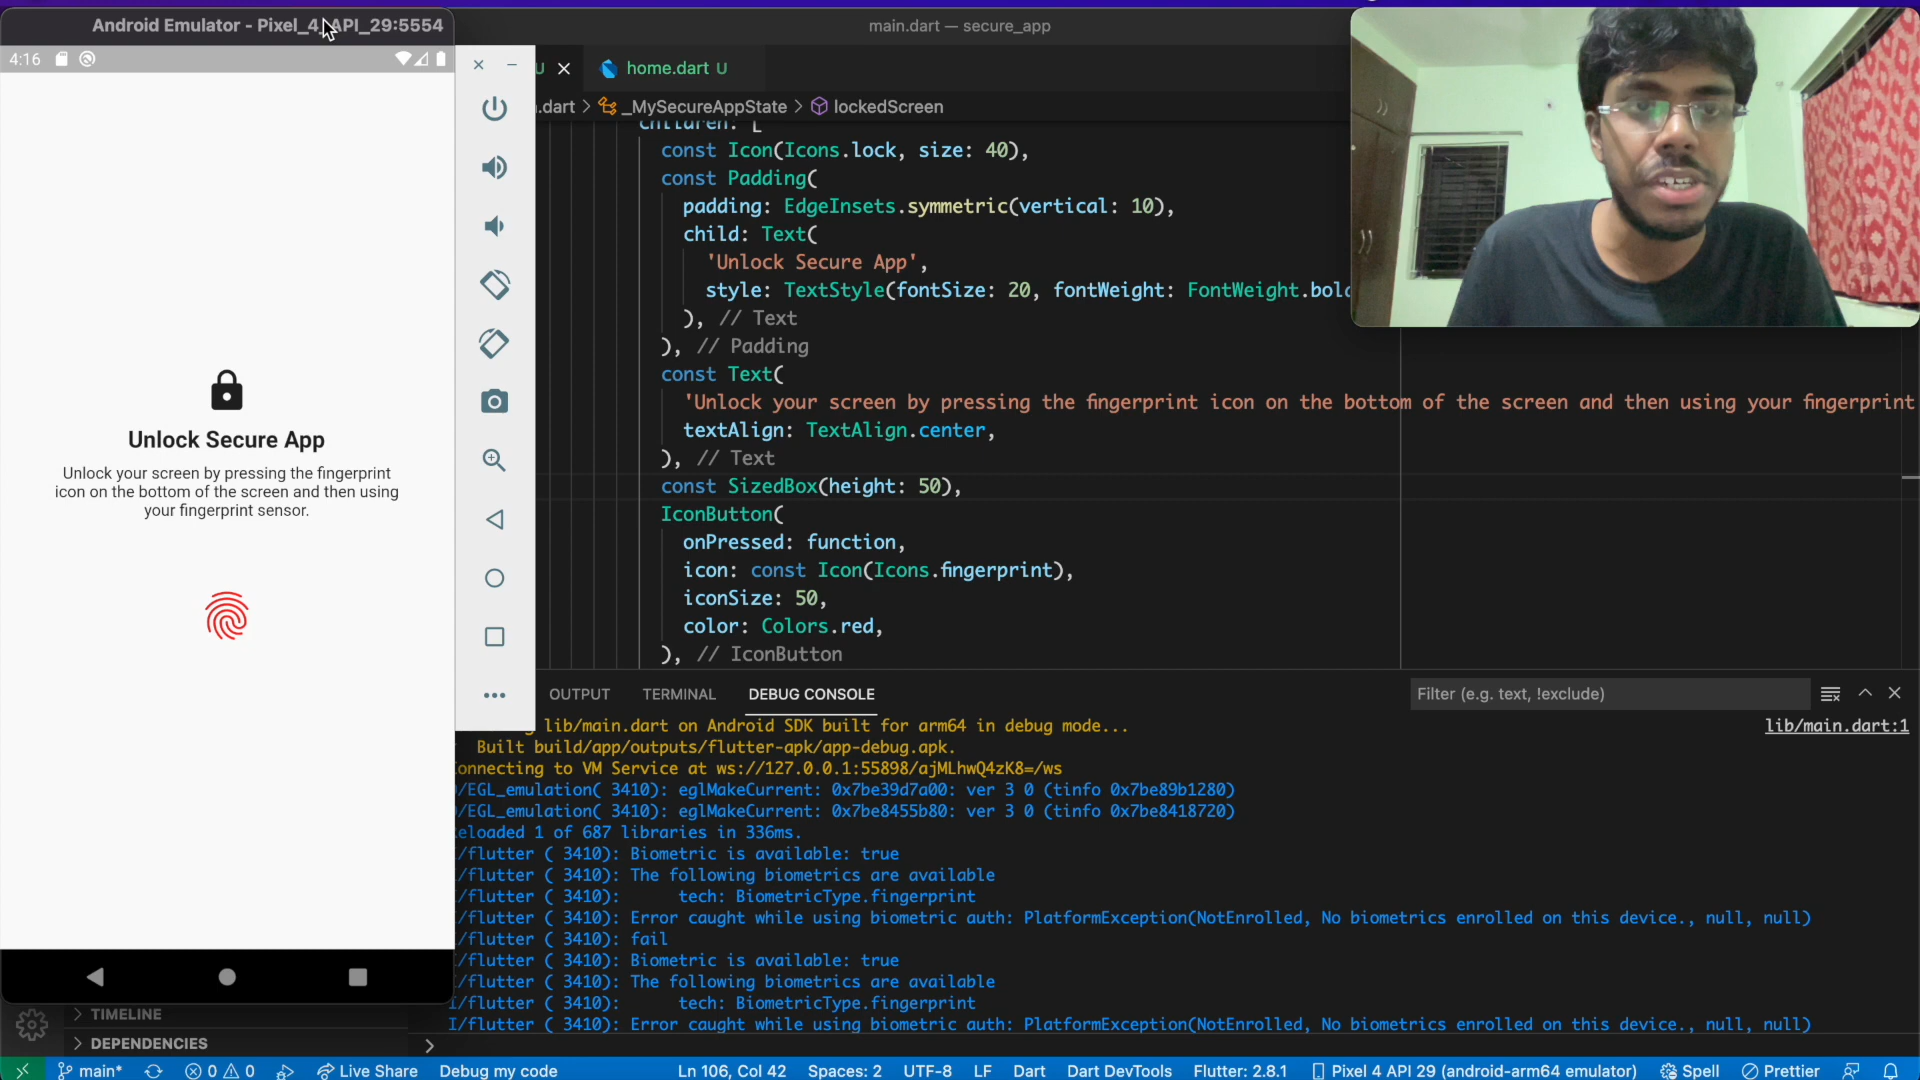 Android Emulator - Pixel_4_API_29:5554
main.dart — secure_app
4:16
U
home.dart U
.dart > _MySecureAppState > lockedScreen
children: [
const Icon(Icons.lock, size: 40),
const Padding(
padding: EdgeInsets.symmetric(vertical: 10),
child: Text(
'Unlock Secure App',
style: TextStyle(fontSize: 20, fontWeight: FontWeight.bold
), // Text
), // Padding
const Text(
'Unlock your screen by pressing the fingerprint icon on the bottom of the screen and then using your fingerprint
textAlign: TextAlign.center,
), // Text
const SizedBox(height: 50),
IconButton(
onPressed: function,
icon: const Icon(Icons.fingerprint),
iconSize: 50,
color: Colors.red,
), // IconButton
Unlock Secure App
Unlock your screen by pressing the fingerprint
icon on the bottom of the screen and then using
your fingerprint sensor.
OUTPUT TERMINAL DEBUG CONSOLE
Filter (e.g. text, !exclude)
lib/main.dart on Android SDK built for arm64 in debug mode...
lib/main.dart:1
Built build/app/outputs/flutter-apk/app-debug.apk.
onnecting to VM Service at ws://127.0.0.1:55898/ajMLhwQ4zK8=/ws
/EGL_emulation( 3410): eglMakeCurrent: 0x7be39d7a00: ver 3 0 (tinfo 0x7be89b1280)
/EGL_emulation( 3410): eglMakeCurrent: 0x7be8455b80: ver 3 0 (tinfo 0x7be8418720)
eloaded 1 of 687 libraries in 336ms.
/flutter ( 3410): Biometric is available: true
/flutter ( 3410): The following biometrics are available
/flutter ( 3410): tech: BiometricType.fingerprint
/flutter ( 3410): Error caught while using biometric auth: PlatformException(NotEnrolled, No biometrics enrolled on this device., null, null)
/flutter ( 3410): fail
/flutter ( 3410): Biometric is available: true
/flutter ( 3410): The following biometrics are available
I/flutter ( 3410): tech: BiometricType.fingerprint
I/flutter ( 3410): Error caught while using biometric auth: PlatformException(NotEnrolled, No biometrics enrolled on this device., null, null)
> TIMELINE
> DEPENDENCIES
>
main* 0 0 Live Share Debug my code Ln 106, Col 42 Spaces: 2 UTF-8 LF Dart Dart DevTools Flutter: 2.8.1 Pixel 4 API 29 (android-arm64 emulator) Spell Prettier